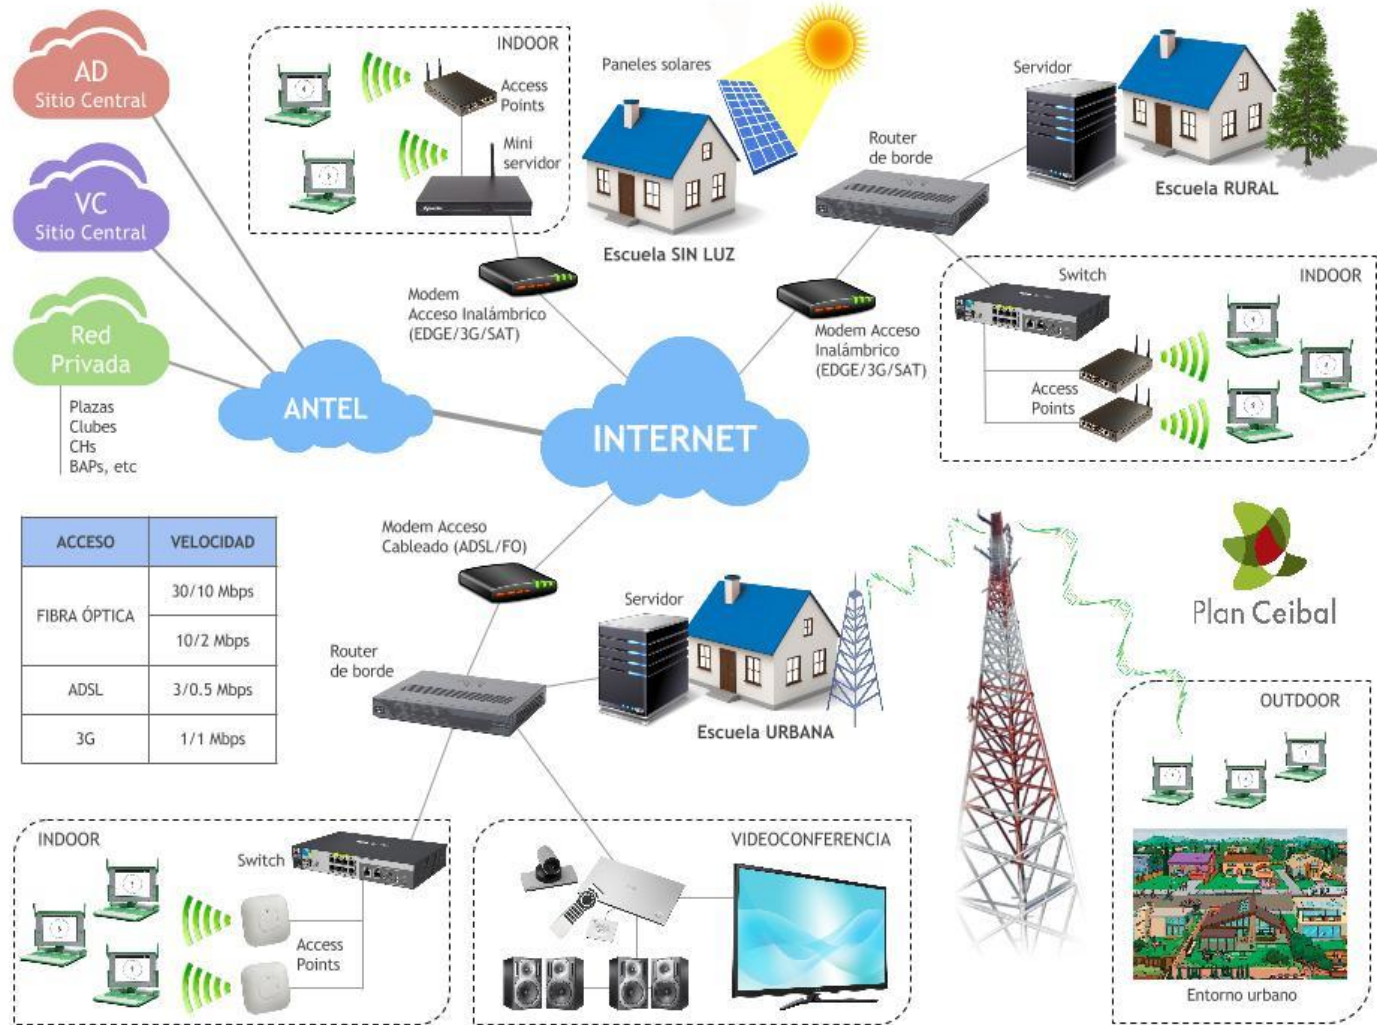 AD
Sitio Central
VC
Sitio Central
Red
Privada
Plazas
Clubes
CHs
BAPs, etc
INDOOR
Access
Points
Mini
servidor
Modem
Acceso Inalámbrico
(EDGE/3G/SAT)
Paneles solares
Escuela SIN LUZ
Servidor
Router
de borde
Escuela RURAL
Modem Acceso
Inalámbrico
(EDGE/3G/SAT)
Switch
INDOOR
Access
Points
ANTEL
INTERNET
ACCESO
VELOCIDAD
FIBRA ÓPTICA
30/10 Mbps
10/2 Mbps
ADSL
3/0.5 Mbps
3G
1/1 Mbps
Modem Acceso
Cableado (ADSL/FO)
Router
de borde
Servidor
Escuela URBANA
Plan Ceibal
OUTDOOR
Entorno urbano
INDOOR
Switch
Access
Points
VIDEOCONFERENCIA